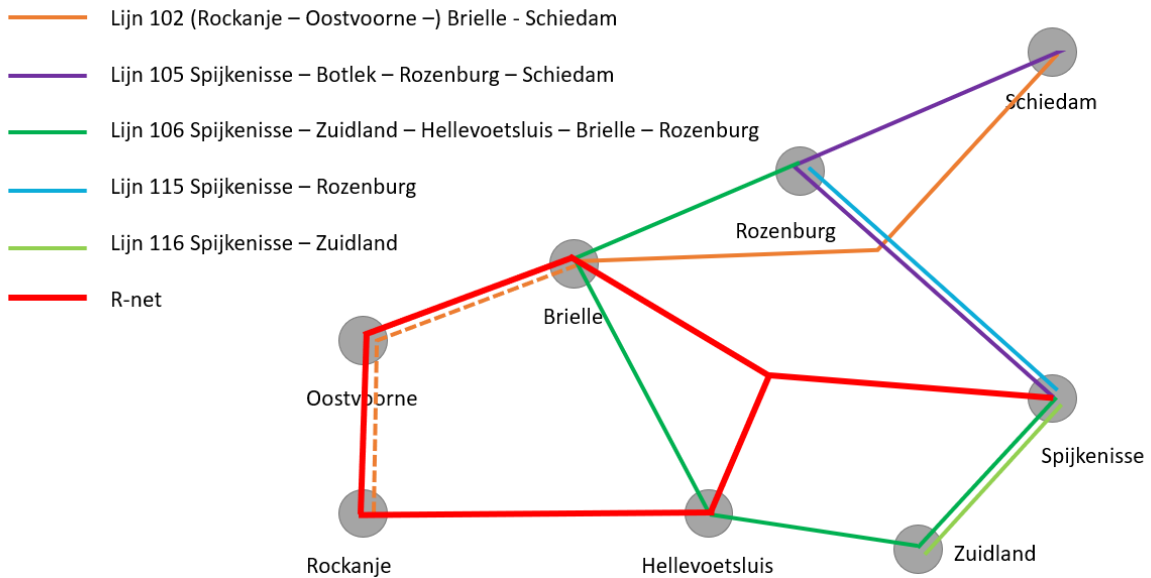 Lijn 102 (Rockanje – Oostvoorne –) Brielle - Schiedam
Lijn 105 Spijkenisse – Botlek – Rozenburg – Schiedam
Lijn 106 Spijkenisse – Zuidland – Hellevoetsluis – Brielle – Rozenburg
Lijn 115 Spijkenisse – Rozenburg
Lijn 116 Spijkenisse – Zuidland
R-net
Schiedam
Rozenburg
Brielle
Oostvoorne
Spijkenisse
Zuidland
Rockanje
Hellevoetsluis